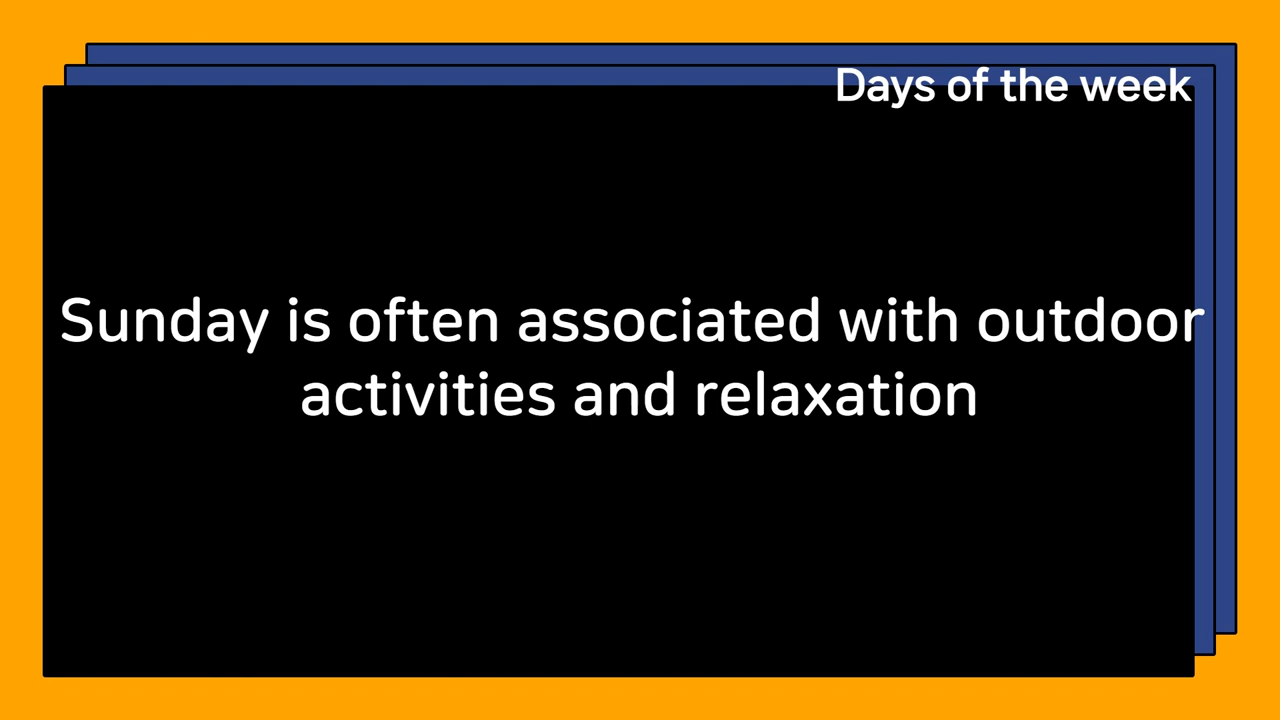 Days of the week
Sunday is often associated with outdoor
activities and relaxation